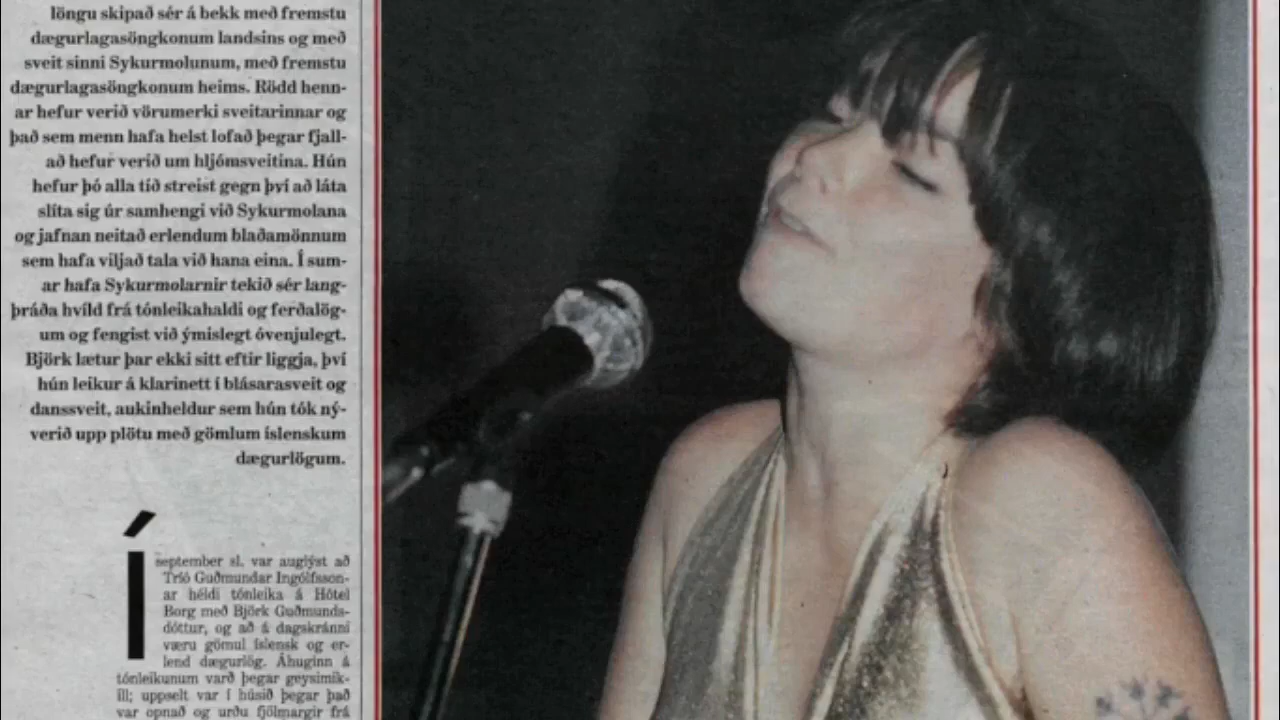 löngu skipað sér á bekk með fremstu
dægurlagasöngkonum landsins og með
sveit sinni Sykurmolunum, með fremstu
dægurlagasöngkonum heims. Rödd henn-
ar hefur verið vörumerki sveitarinnar og
það sem menn hafa helst lofað þegar fjall-
að hefur verið um hljómsveitina. Hún
hefur þó alla tíð streist gegn því að láta
slíta sig úr samhengi við Sykurmolana
og jafnan neitað erlendum blaðamönnum
sem hafa viljað tala við hana eina. Í sum-
ar hafa Sykurmolarnir tekið sér lang-
þráða hvíld frá tónleikahaldi og ferðalög-
um og fengist við ýmislegt óvenjulegt.
Björk lætur þar ekki sitt eftir liggja, því
hún leikur á klarinett í blásarasveit og
danssveit, aukinheldur sem hún tók ný-
verið upp plötu með gömlum íslenskum
dægurlögum.
Í september sl. var auglýst að
Tríó Guðmundar Ingólfsson-
ar héldi tónleika á Hótel
Borg með Björk Guðmunds-
dóttur, og að á dagskránni
væru gömul íslensk og er-
lend dægurlög. Áhuginn á
tónleikunum varð þegar geysimik-
ill; uppselt var í húsið þegar það
var opnað og urðu fjölmargir frá